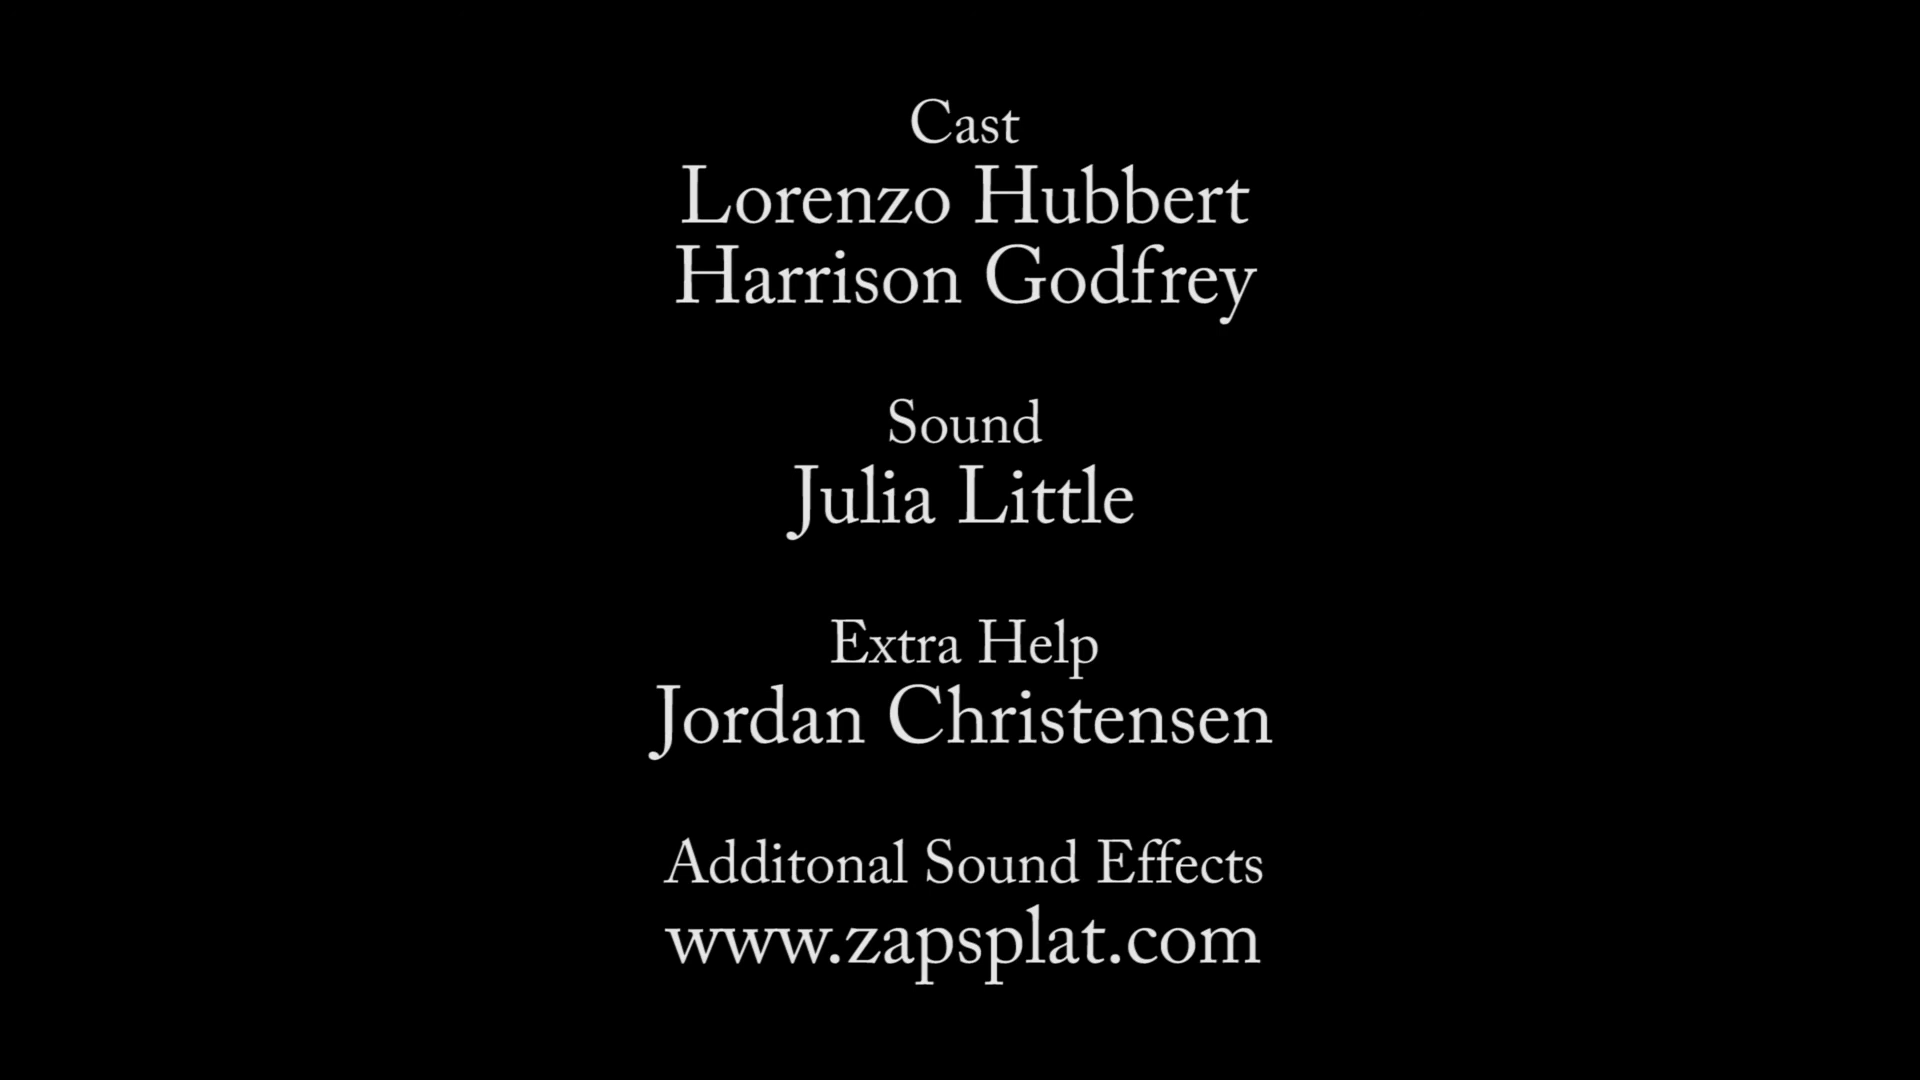 Cast
Lorenzo Hubbert
Harrison Godfrey
Sound
Julia Little
Extra Help
Jordan Christensen
Additonal Sound Effects
www.zapsplat.com